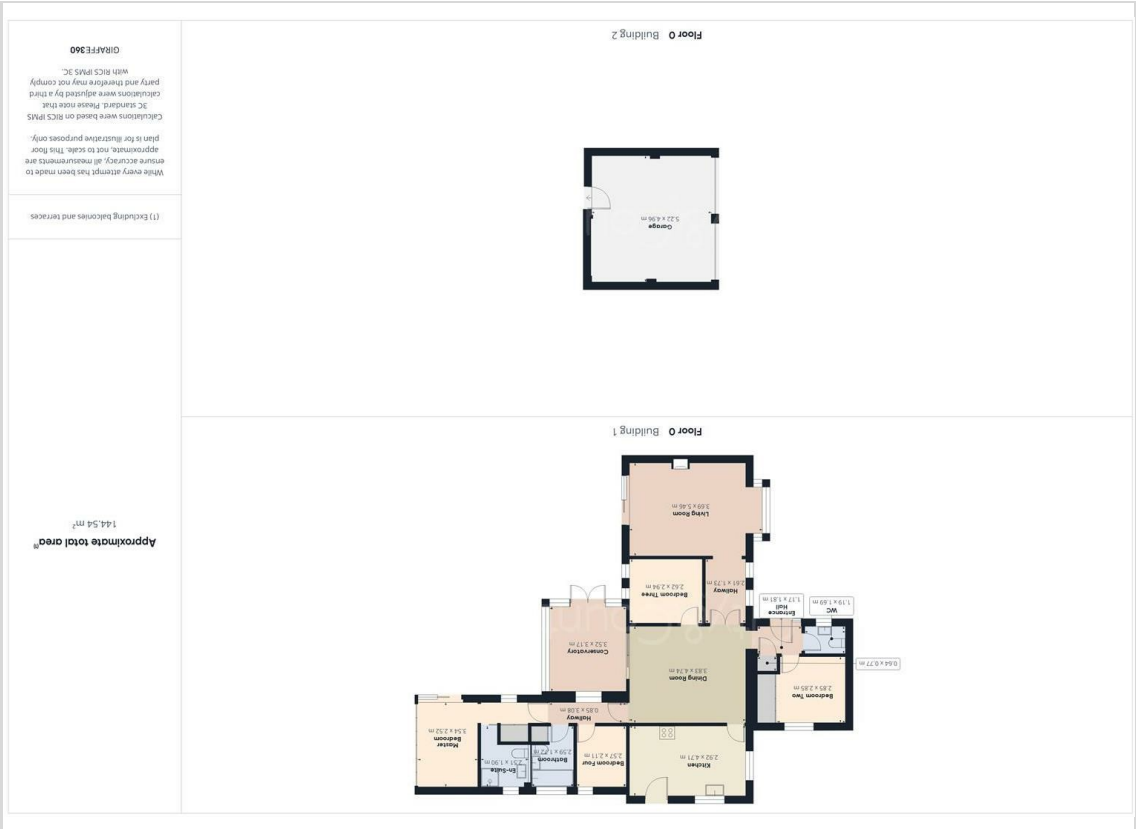 Kitchen
2.92 x 4.71 m
Bedroom Four
2.57 x 2.11 m
Bathroom
En-Suite
2.51 x 1.90 m
Master
Bedroom
3.54 x 2.52 m
Bedroom Two
2.85 x 2.85 m
0.64 x 0.77 m
Hallway
0.85 x 3.08 m
Dining Room
3.83 x 4.74 m
Conservatory
3.52 x 3.17 m
WC
1.19 x 1.69 m
Entrance
Hall
1.17 x 1.81 m
Hallway
2.61 x 1.73 m
Bedroom Three
2.62 x 2.94 m
Living Room
3.69 x 5.46 m
Floor 0 Building 1
Garage
5.22 x 4.96 m
Floor 0 Building 2
Approximate total area⁽¹⁾
144.54 m²
(1) Excluding balconies and terraces
While every attempt has been made to
ensure accuracy, all measurements are
approximate, not to scale. This floor
plan is for illustrative purposes only.
Calculations were based on RICS IPMS
3C standard. Please note that
calculations were adjusted by a third
party and therefore may not comply
with RICS IPMS 3C.
GIRAFFE360